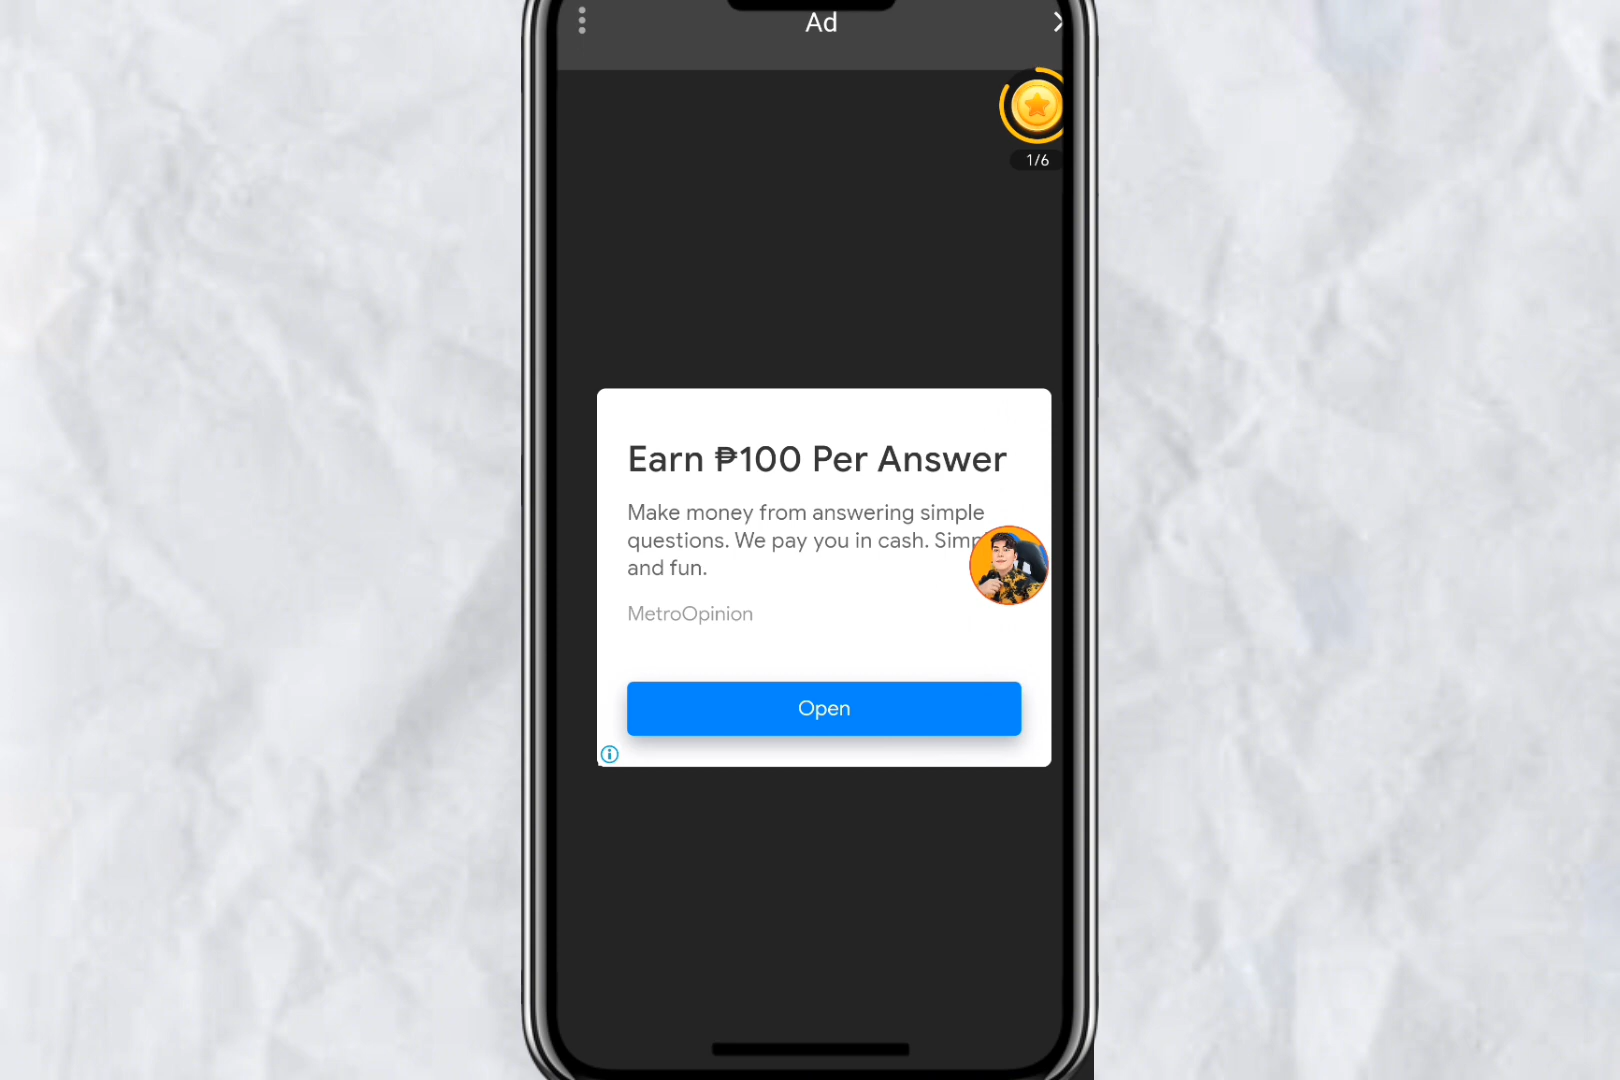 Ad
1/6
Earn ₱100 Per Answer
Make money from answering simple
questions. We pay you in cash. Simp
and fun.
MetroOpinion
Open